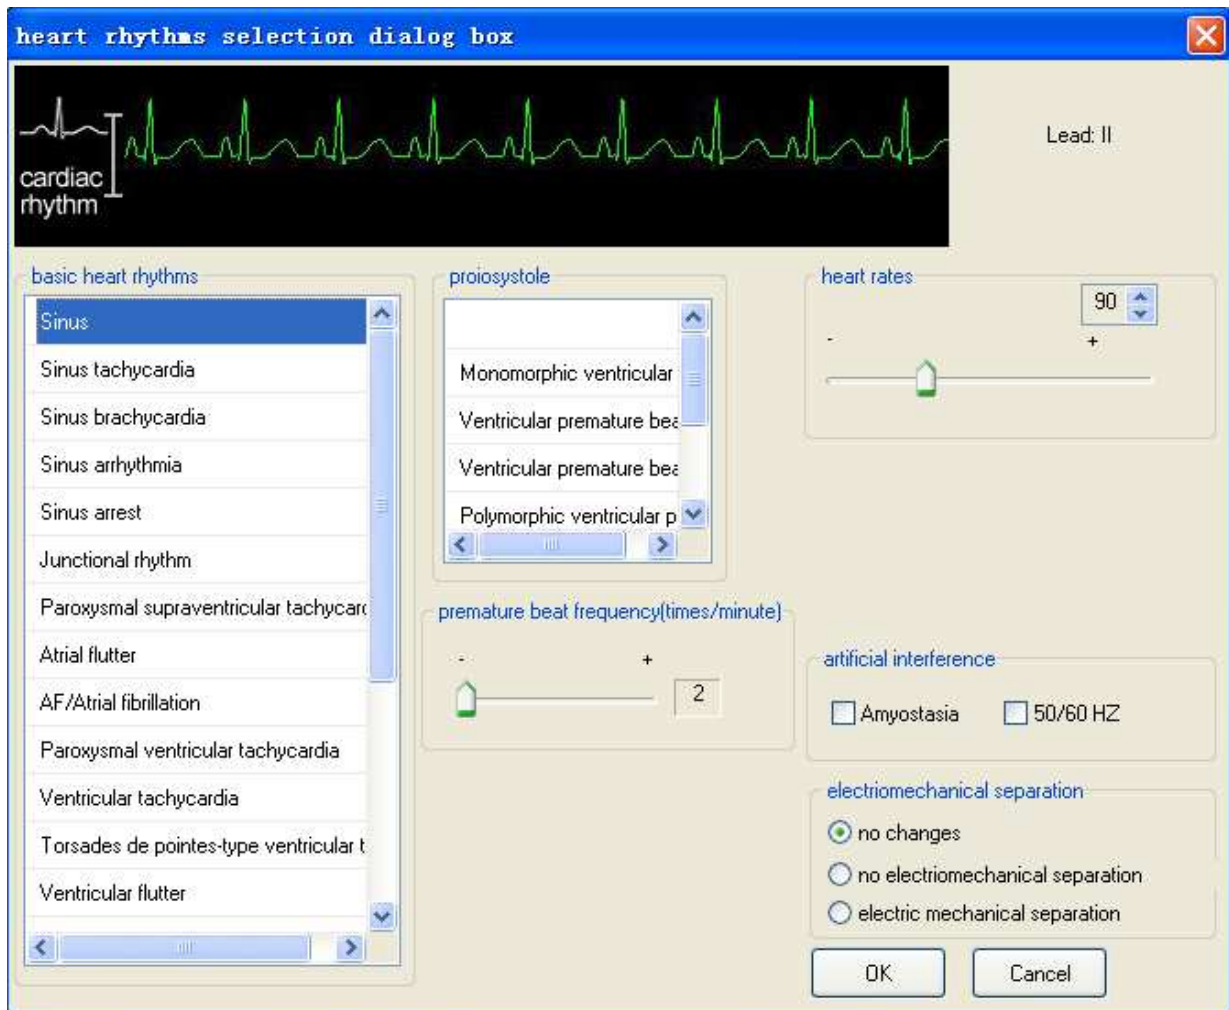 heart rhythms selection dialog box
cardiac
rhythm
Lead: II
basic heart rhythms
Sinus
Sinus tachycardia
Sinus brachycardia
Sinus arrhythmia
Sinus arrest
Junctional rhythm
Paroxysmal supraventricular tachycard
Atrial flutter
AF/Atrial fibrillation
Paroxysmal ventricular tachycardia
Ventricular tachycardia
Torsades de pointes-type ventricular t
Ventricular flutter
proiosystole
Monomorphic ventricular
Ventricular premature bea
Ventricular premature bea
Polymorphic ventricular p
premature beat frequency(times/minute)
- +
2
heart rates
90
- +
artificial interference
Amyostasia 50/60 HZ
electriomechanical separation
no changes
no electriomechanical separation
electric mechanical separation
OK Cancel